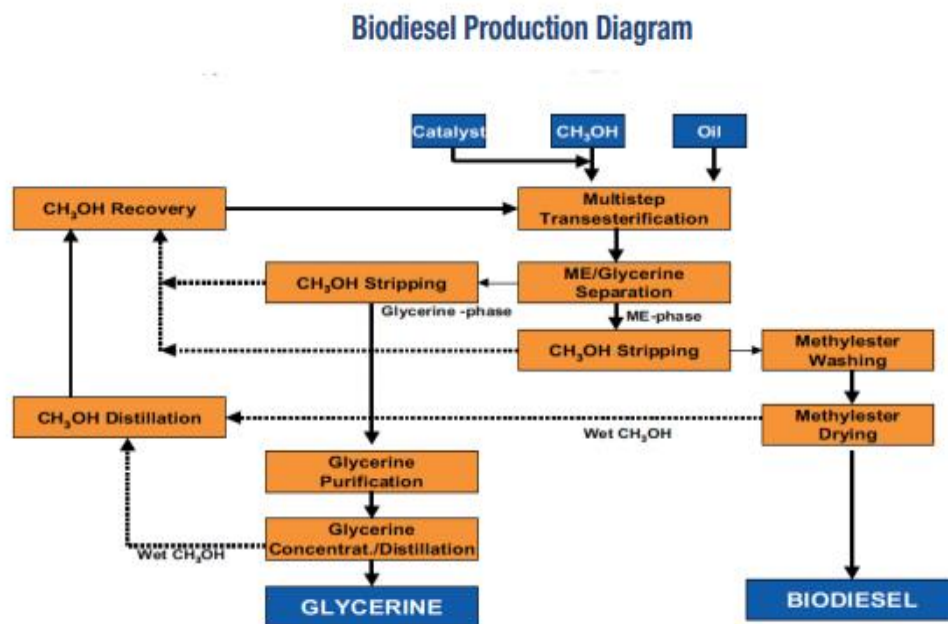 Biodiesel Production Diagram
Catalyst
CH₃OH
Oil
CH₃OH Recovery
Multistep
Transesterification
CH₃OH Stripping
ME/Glycerine
Separation
Glycerine -phase
ME-phase
CH₃OH Stripping
Methylester
Washing
CH₃OH Distillation
Methylester
Drying
Wet CH₃OH
Glycerine
Purification
Glycerine
Concentrat./Distillation
Wet CH₃OH
GLYCERINE
BIODIESEL